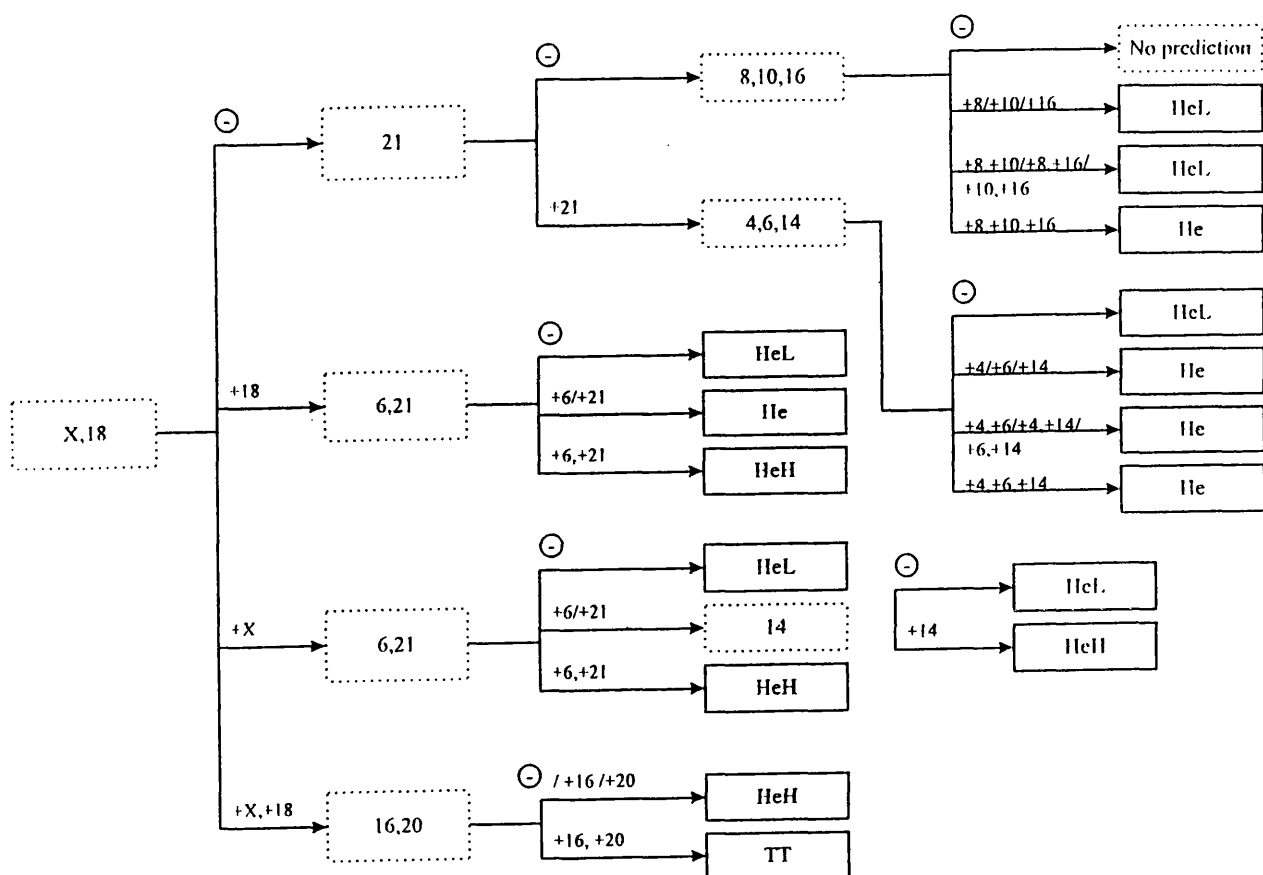 ⊖
⊖
No prediction
⊖
8,10,16
+8/+10/+16
HeL
⊖
21
+8,+10/+8,+16/
+10,+16
HeL
+21
4,6,14
+8,+10,+16
He
⊖
HeL
⊖
HeL
+4/+6/+14
He
+18
6,21
+6/+21
He
+4,+6/+4,+14/
+6,+14
He
X,18
+6,+21
HeH
+4,+6,+14
He
⊖
HeL
⊖
HeL
+X
6,21
+6/+21
14
+14
HeH
+6,+21
HeH
⊖ / +16 /+20
HeH
+X,+18
16,20
+16, +20
TT